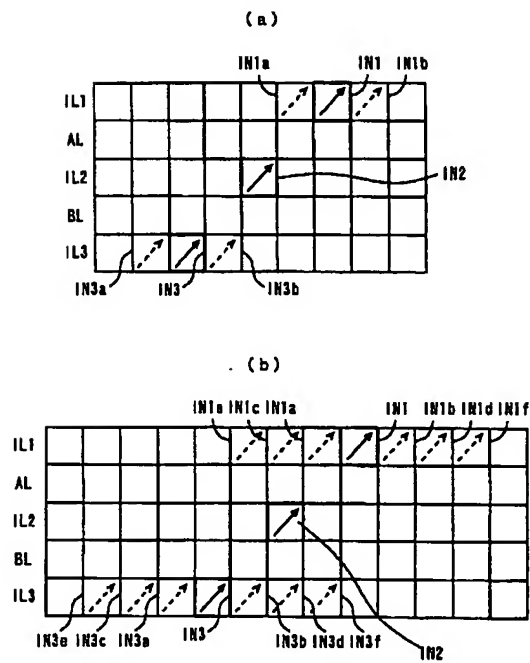 (a)
IN1a IN1 IN1b
IL1
AL
IL2 IN2
BL
IL3
IN3a IN3 IN3b
(b)
IN1e IN1c IN1a IN1 IN1b IN1d IN1f
IL1
AL
IL2
BL
IL3
IN3e IN3c IN3a IN3 IN3b IN3d IN3f IN2